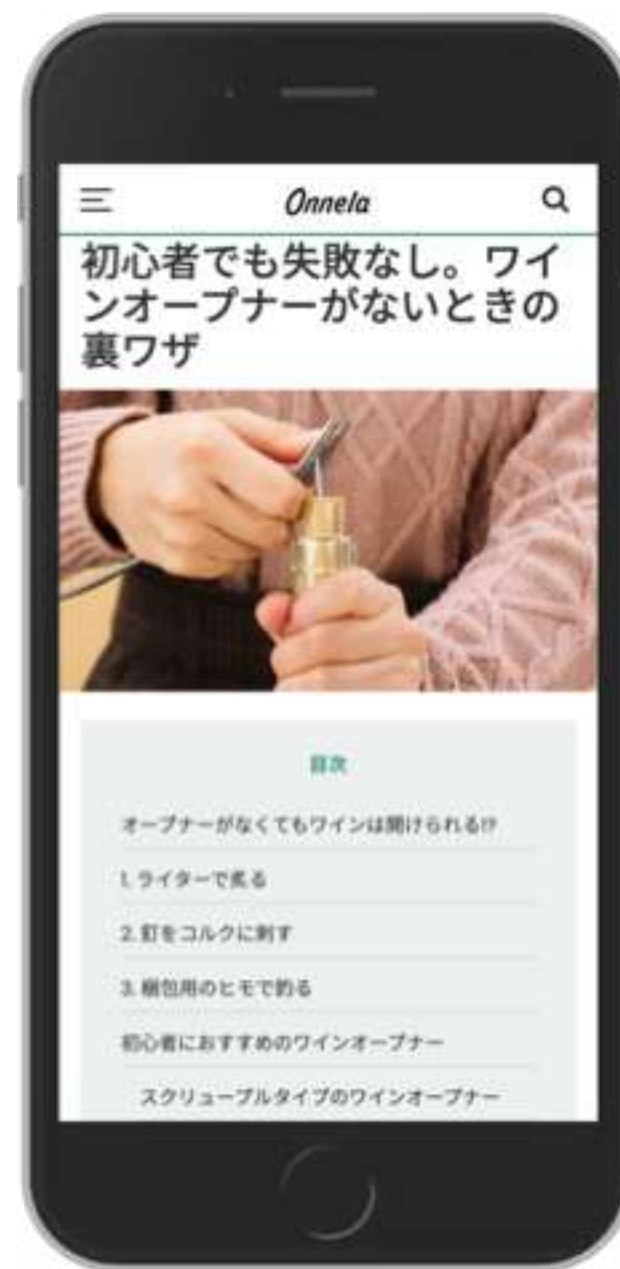 Onnela
初心者でも失敗なし。ワイ
ンオープナーがないときの
裏ワザ
目次
オープナーがなくてもワインは開けられる!?
1. ライターで炙る
2. 釘をコルクに刺す
3. 梱包用のヒモで釣る
初心者におすすめのワインオープナー
スクリュープルタイプのワインオープナー